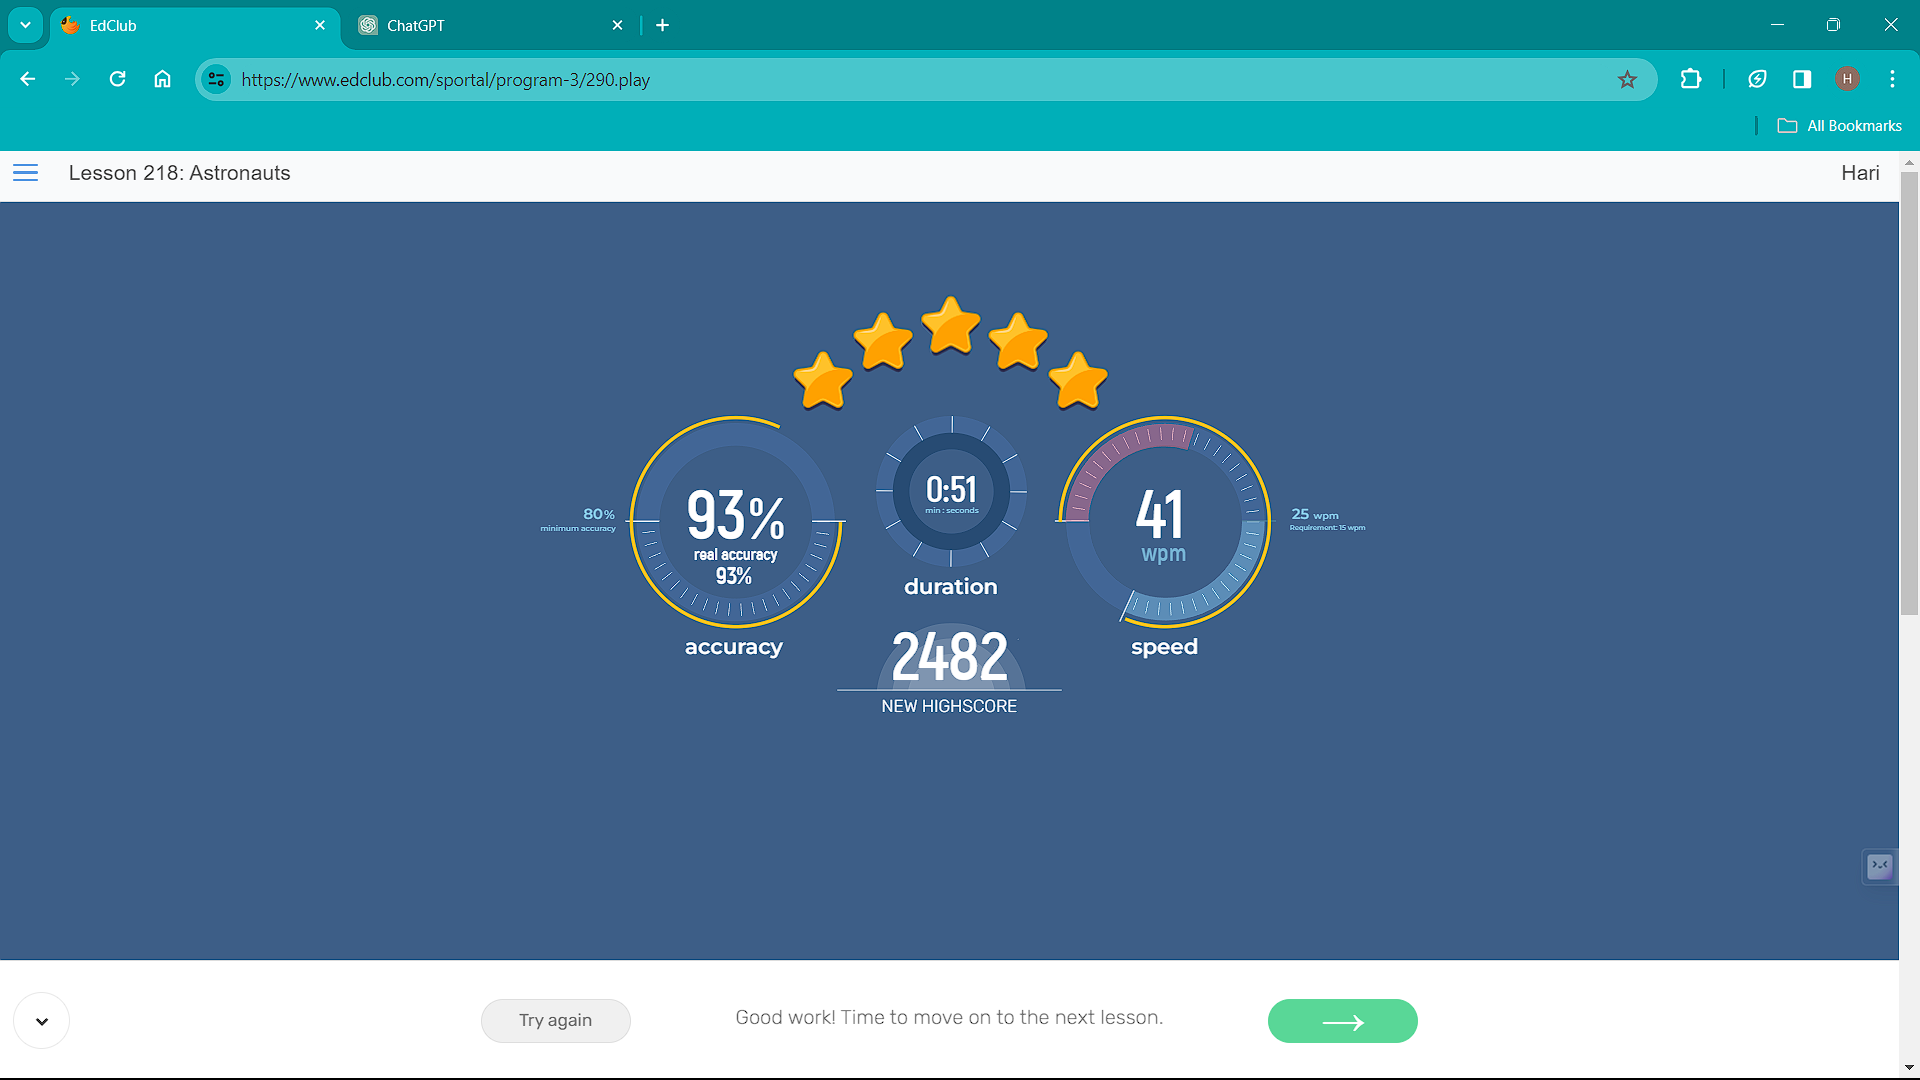 EdClub
ChatGPT
https://www.edclub.com/sportal/program-3/290.play
H
All Bookmarks
Lesson 218: Astronauts
Hari
80%
minimum accuracy
93%
real accuracy
93%
accuracy
0:51
min : seconds
duration
2482
NEW HIGHSCORE
41
wpm
speed
25 wpm
Requirement: 15 wpm
Try again
Good work! Time to move on to the next lesson.